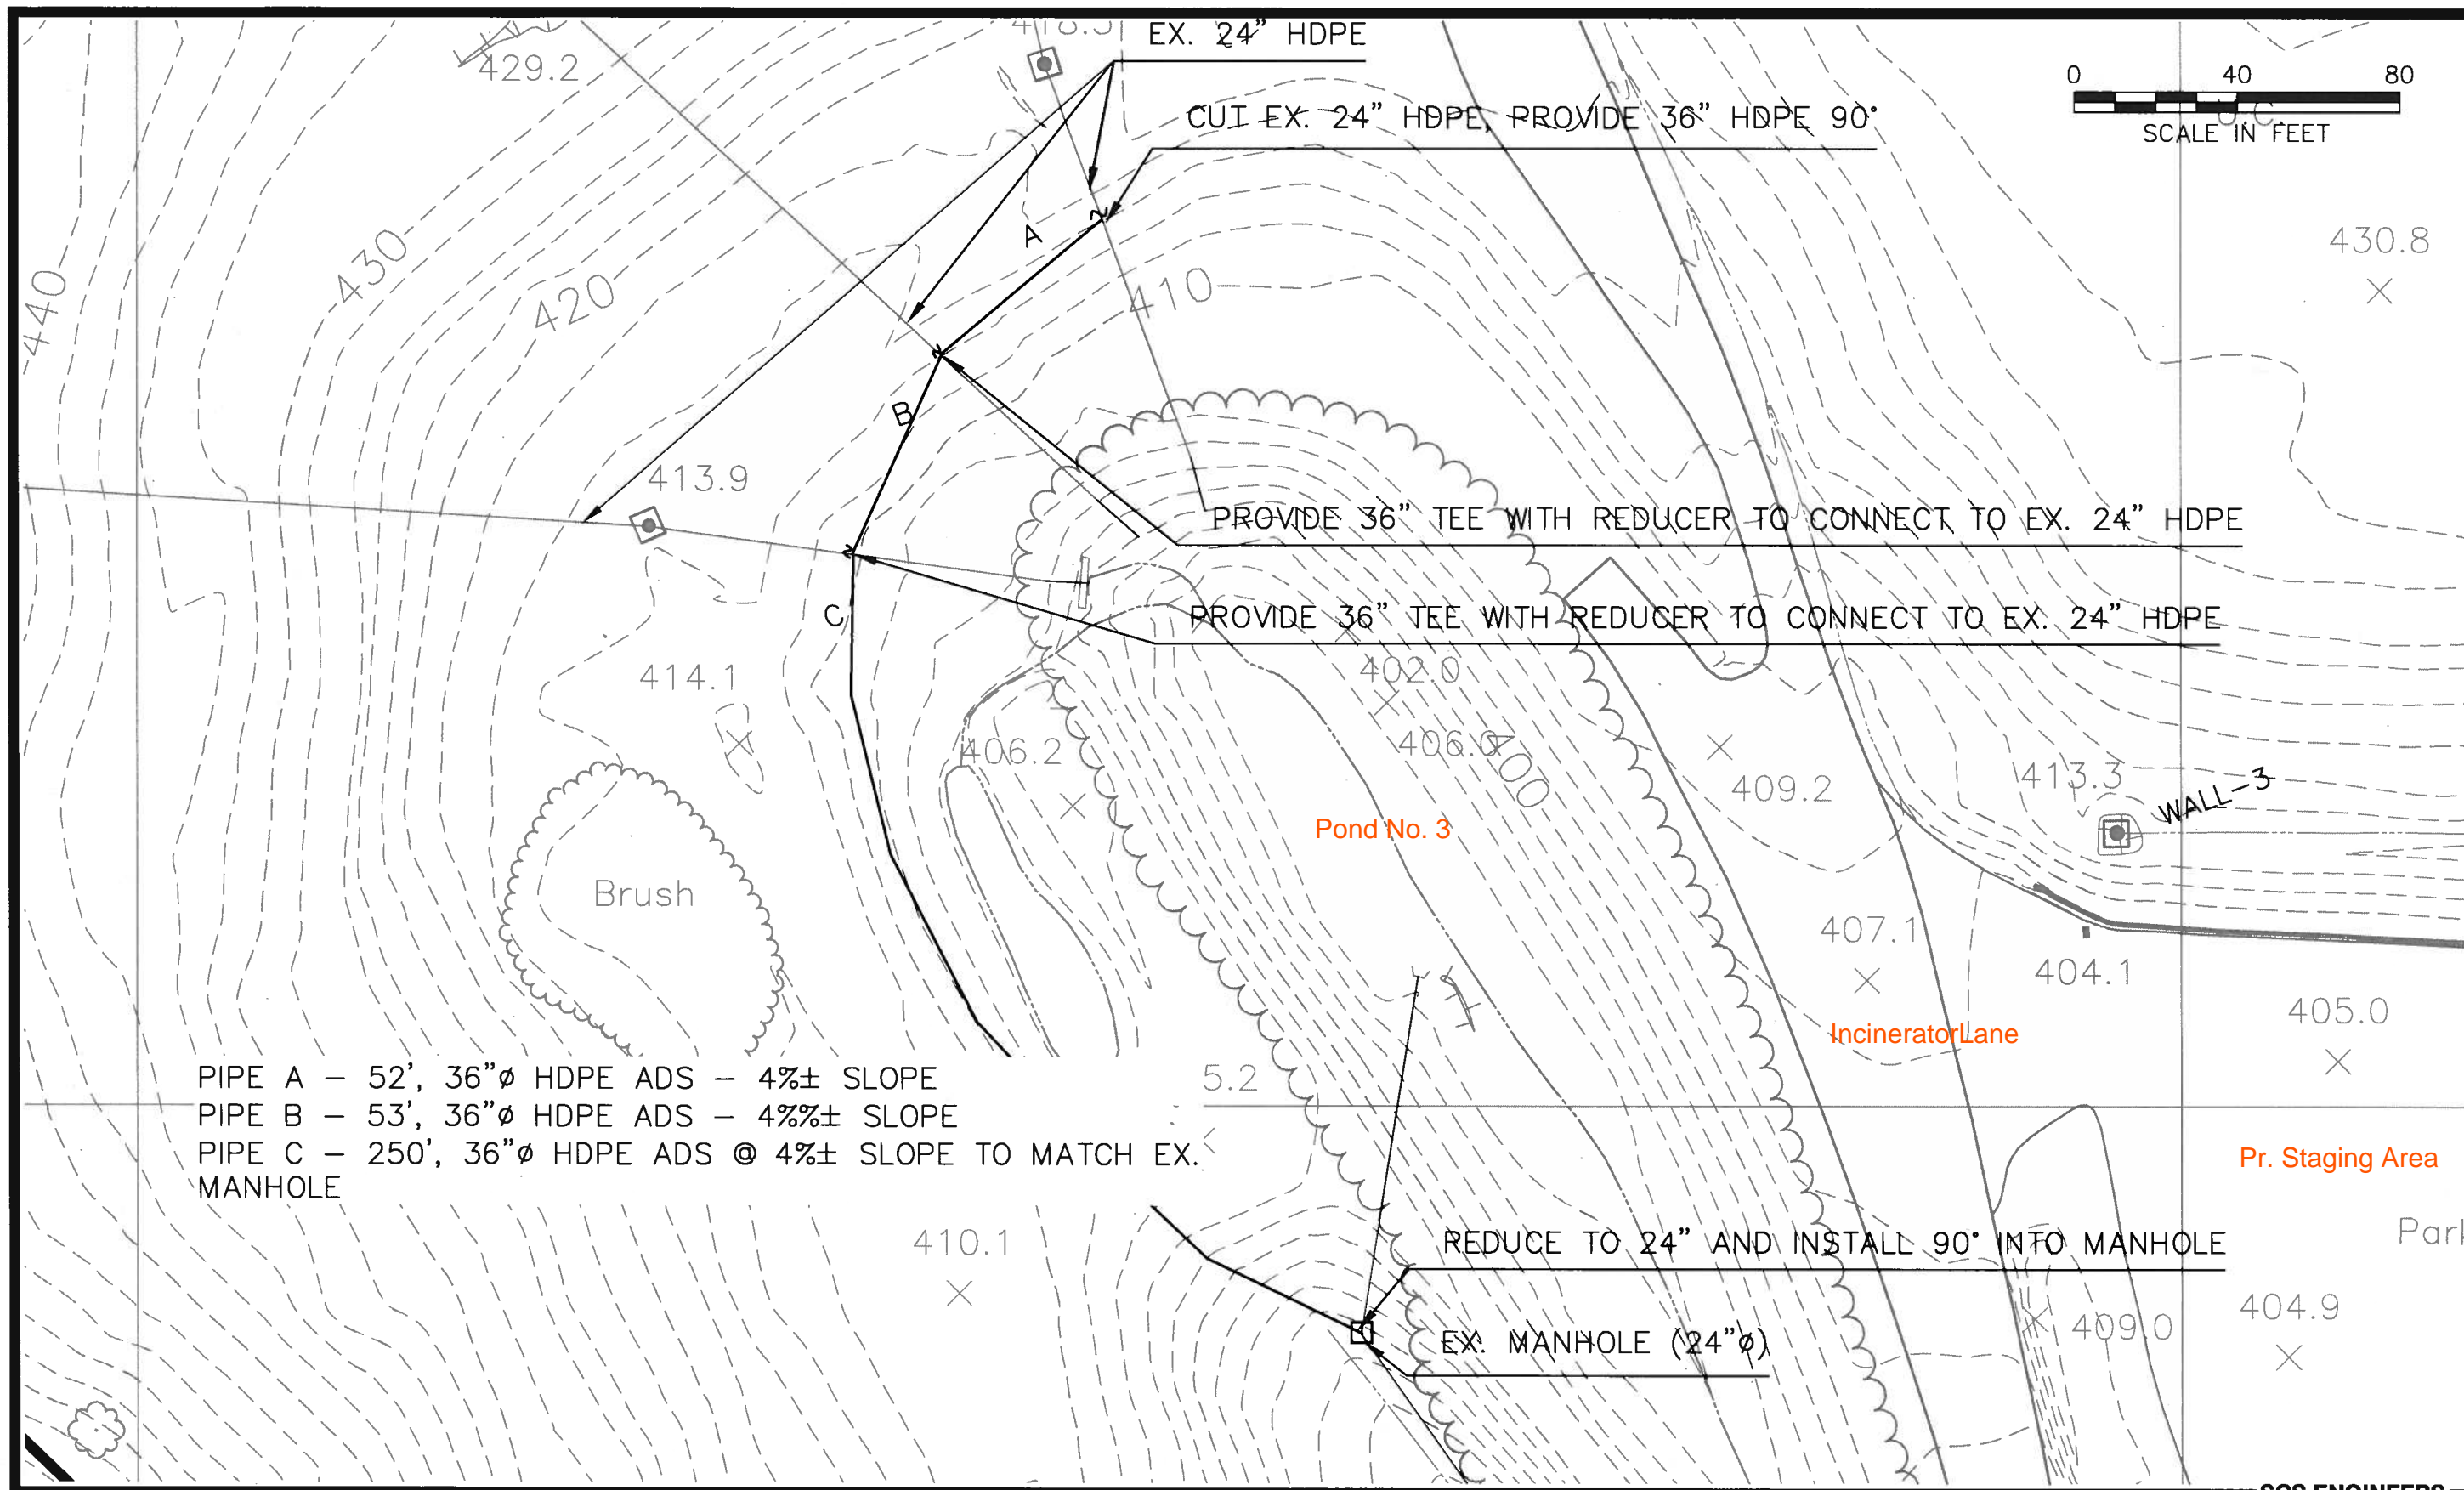 EX. 24" HDPE
429.2
0 40 80
SCALE IN FEET
CUT EX. 24" HDPE, PROVIDE 36" HDPE 90°
A
430
430.8
440
420
410
B
413.9
PROVIDE 36" TEE WITH REDUCER TO CONNECT TO EX. 24" HDPE
C
PROVIDE 36" TEE WITH REDUCER TO CONNECT TO EX. 24" HDPE
414.1
402.0
406.2
406.0
400
409.2
413.3
WALL-3
Pond No. 3
Brush
407.1
404.1
405.0
IncineratorLane
PIPE A – 52', 36"ø HDPE ADS – 4%± SLOPE
PIPE B – 53', 36"ø HDPE ADS – 4%%± SLOPE
PIPE C – 250', 36"ø HDPE ADS @ 4%± SLOPE TO MATCH EX.
MANHOLE
5.2
Pr. Staging Area
410.1
REDUCE TO 24" AND INSTALL 90° INTO MANHOLE
EX. MANHOLE (24"ø)
409.0
404.9
SCS ENGINEERS